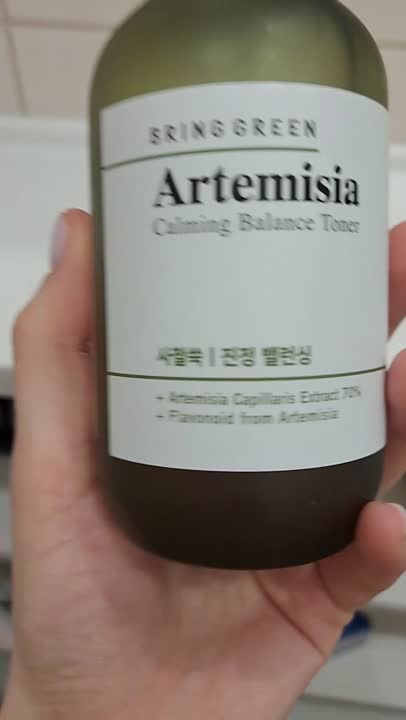 BRING GREEN
Artemisia
Calming Balance Toner
사철쑥 | 진정 밸런싱
+ Artemisia Capillaris Extract 70%
+ Flavonoid from Artemisia